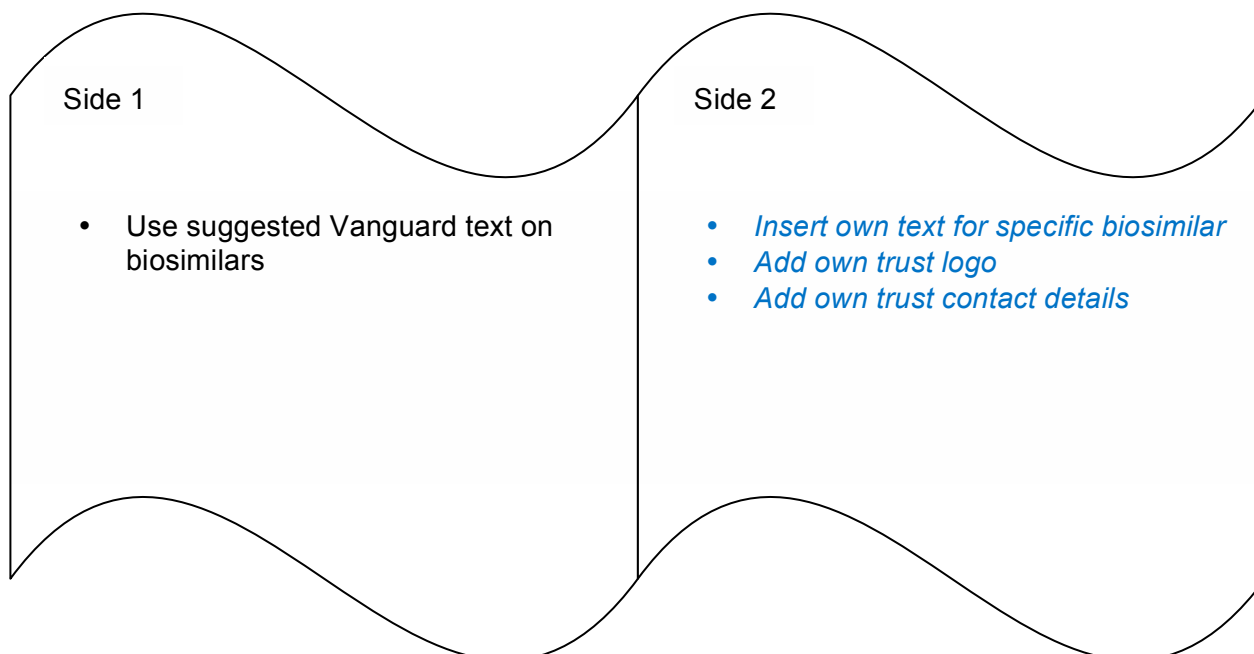 Side 1
• Use suggested Vanguard text on
biosimilars
Side 2
• Insert own text for specific biosimilar
• Add own trust logo
• Add own trust contact details